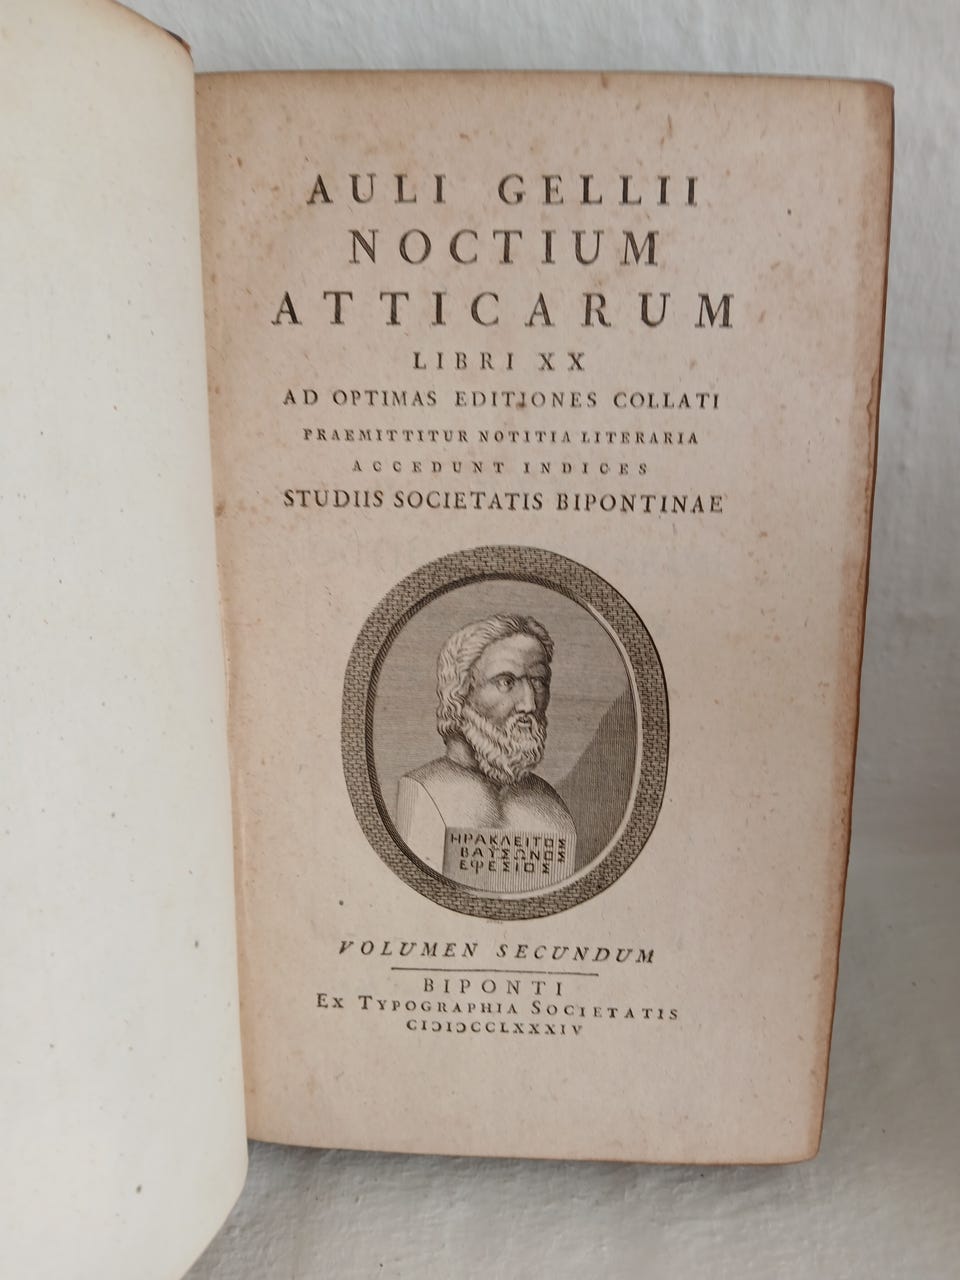 AULI GELLII
NOCTIUM
ATTICARUM
LIBRI XX
AD OPTIMAS EDITIONES COLLATI
PRAEMITTITUR NOTITIA LITERARIA
ACCEDUNT INDICES
STUDIIS SOCIETATIS BIPONTINAE
ΗΡΑΚΛΕΙΤΟΣ
ΒΛΥΣΩΝΟΣ
ΕΨΕΣΙΟΣ
VOLUMEN SECUNDUM
BIPONTI
EX TYPOGRAPHIA SOCIETATIS
CIƆIƆCCLXXXIV